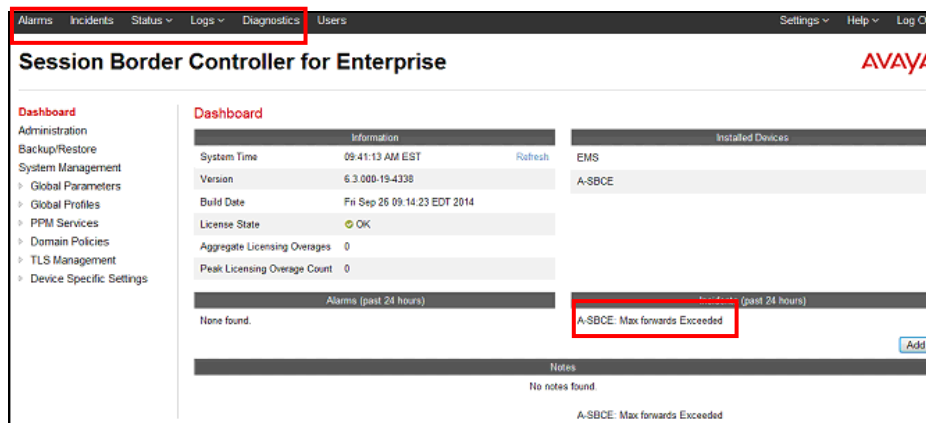 Alarms Incidents Status Logs Diagnostics Users Settings Help Log O
Session Border Controller for Enterprise
AVAYA
Dashboard
Administration
Backup/Restore
System Management
Global Parameters
Global Profiles
PPM Services
Domain Policies
TLS Management
Device Specific Settings
Dashboard
Information
System Time 09:41:13 AM EST Refresh
Version 6.3.000-19-4338
Build Date Fri Sep 26 09:14:23 EDT 2014
License State OK
Aggregate Licensing Overages 0
Peak Licensing Overage Count 0
Installed Devices
EMS
A-SBCE
Alarms (past 24 hours)
None found.
Incidents (past 24 hours)
A-SBCE: Max forwards Exceeded
Add
Notes
No notes found.
A-SBCE: Max forwards Exceeded